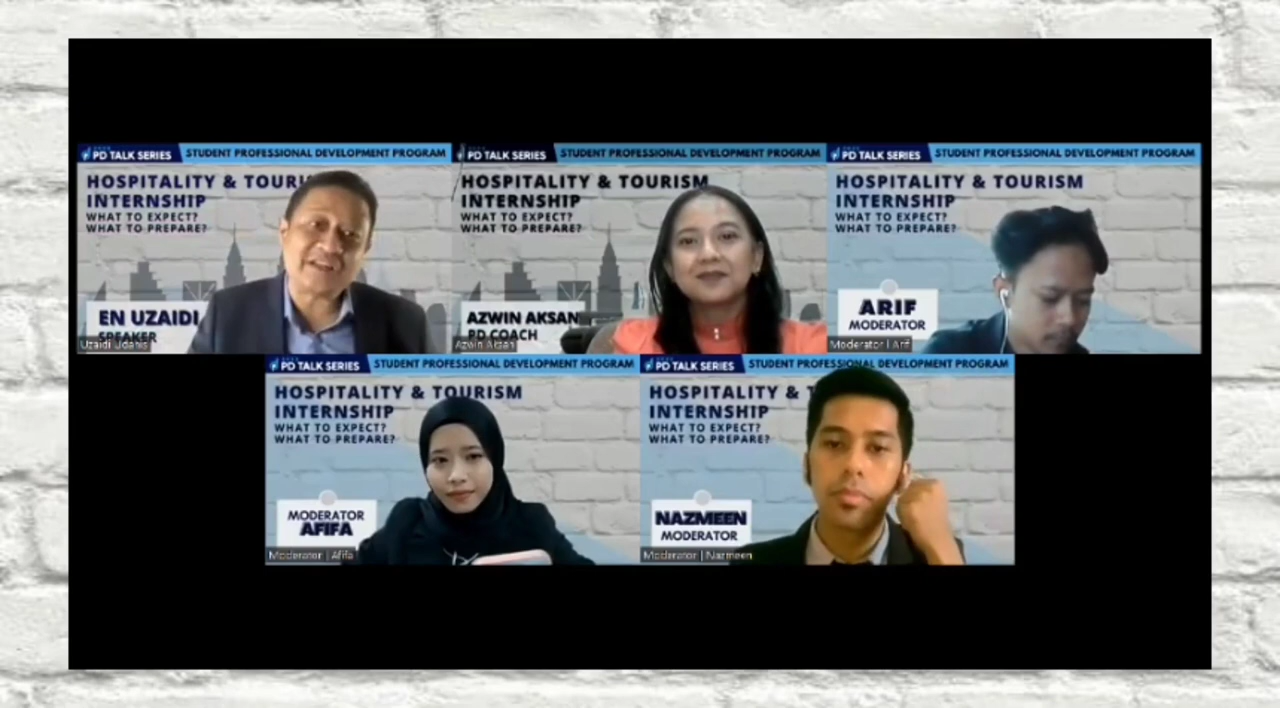 PD TALK SERIES
STUDENT PROFESSIONAL DEVELOPMENT PROGRAM
HOSPITALITY & TOURI
INTERNSHIP
WHAT TO EXPECT?
WHAT TO PREPARE?
EN UZAIDI
SPEAKER
Uzaidi Udanis
PD TALK SERIES
STUDENT PROFESSIONAL DEVELOPMENT PROGRAM
HOSPITALITY & TOURISM
INTERNSHIP
WHAT TO EXPECT?
WHAT TO PREPARE?
AZWIN AKSAN
PD COACH
Azwin Aksan
PD TALK SERIES
STUDENT PROFESSIONAL DEVELOPMENT PROGRAM
HOSPITALITY & TOURISM
INTERNSHIP
WHAT TO EXPECT?
WHAT TO PREPARE?
ARIF
MODERATOR
Moderator | Arif
PD TALK SERIES
STUDENT PROFESSIONAL DEVELOPMENT PROGRAM
HOSPITALITY & TOURISM
INTERNSHIP
WHAT TO EXPECT?
WHAT TO PREPARE?
MODERATOR
AFIFA
Moderator | Afifa
PD TALK SERIES
STUDENT PROFESSIONAL DEVELOPMENT PROGRAM
HOSPITALITY & T
INTERNSHIP
WHAT TO EXPECT?
WHAT TO PREPARE?
NAZMEEN
MODERATOR
Moderator | Nazmeen